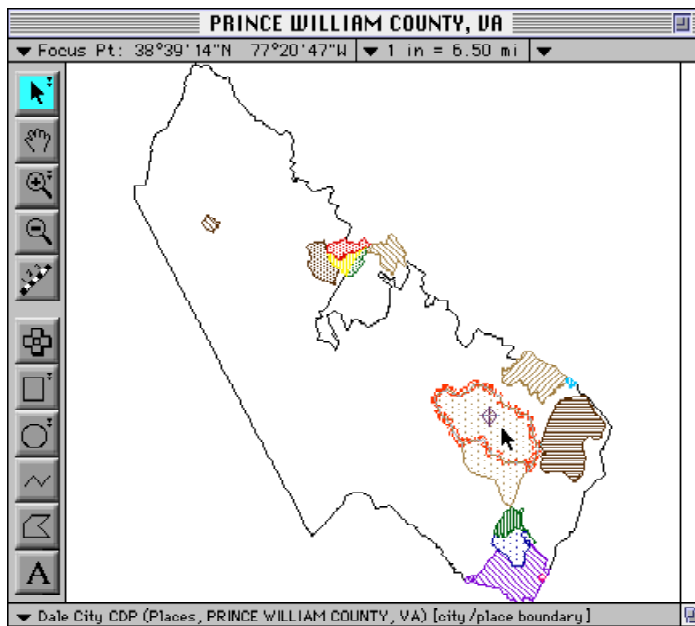 PRINCE WILLIAM COUNTY, VA
Focus Pt: 38°39'14"N 77°20'47"W 1 in = 6.50 mi
A
Dale City CDP (Places, PRINCE WILLIAM COUNTY, VA) [city/place boundary]